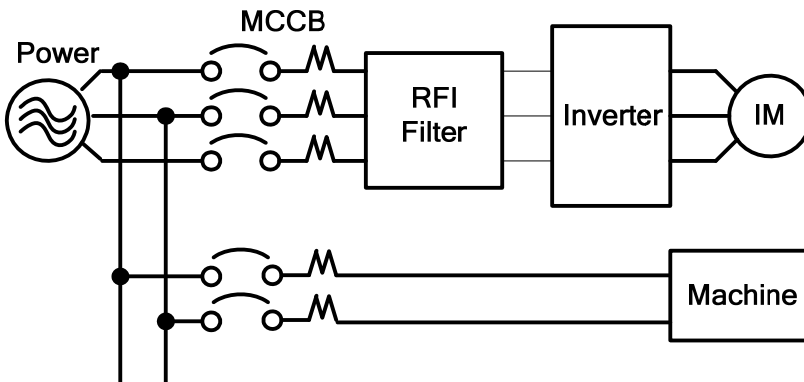 MCCB
Power
RFI
Filter
Inverter
IM
Machine